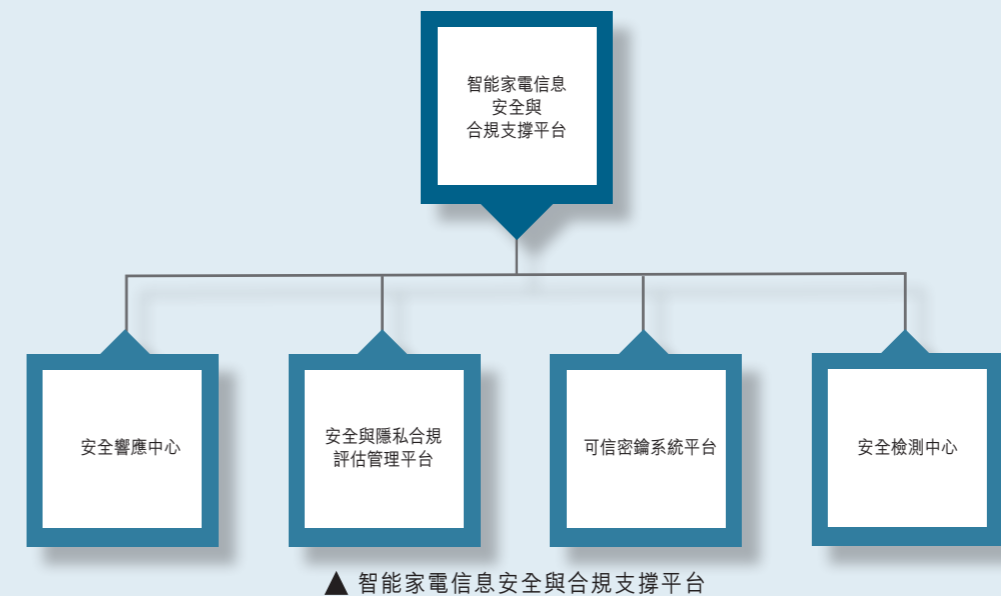 智能家電信息
安全與
合規支撐平台
安全響應中心
安全與隱私合規
評估管理平台
可信密鑰系統平台
安全檢測中心
▲ 智能家電信息安全與合規支撐平台